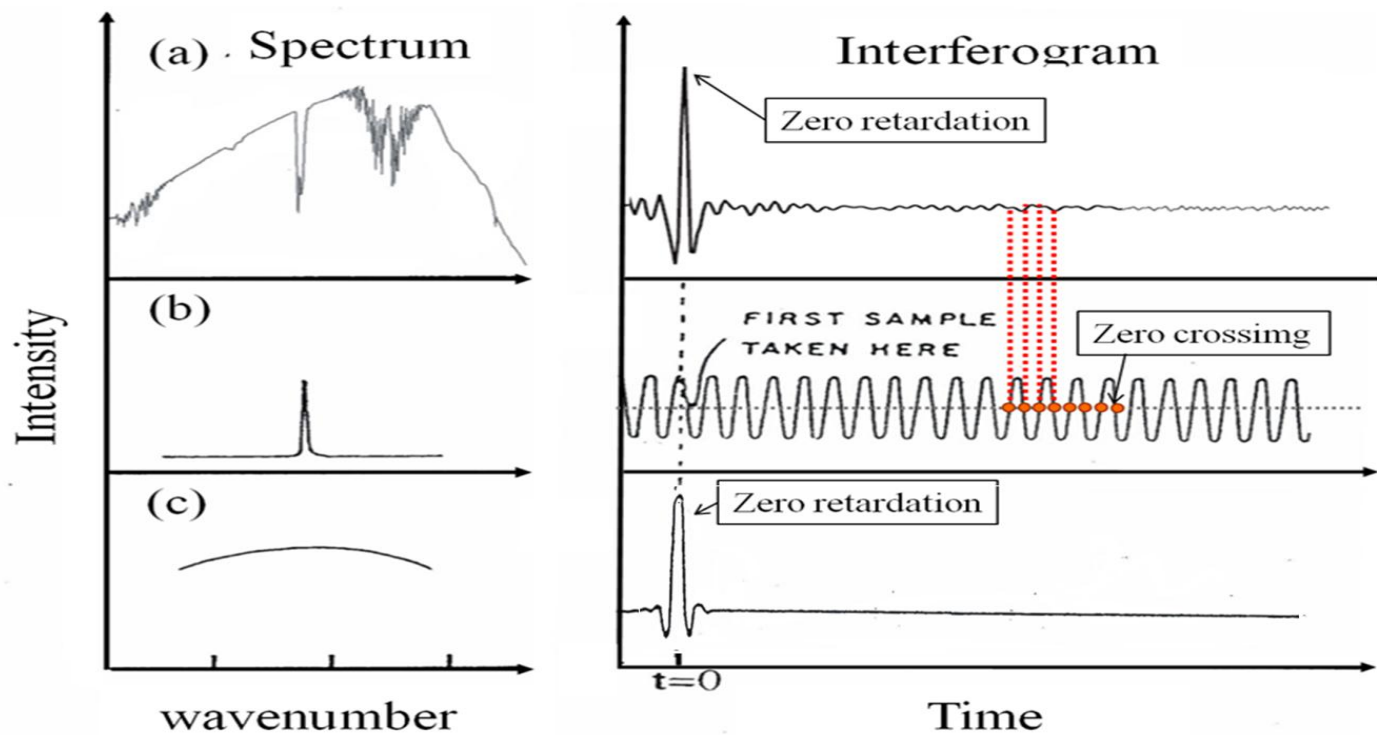 (a) Spectrum
Interferogram
Zero retardation
(b)
FIRST SAMPLE
TAKEN HERE
Zero crossimg
Intensity
(c)
Zero retardation
t=0
wavenumber
Time